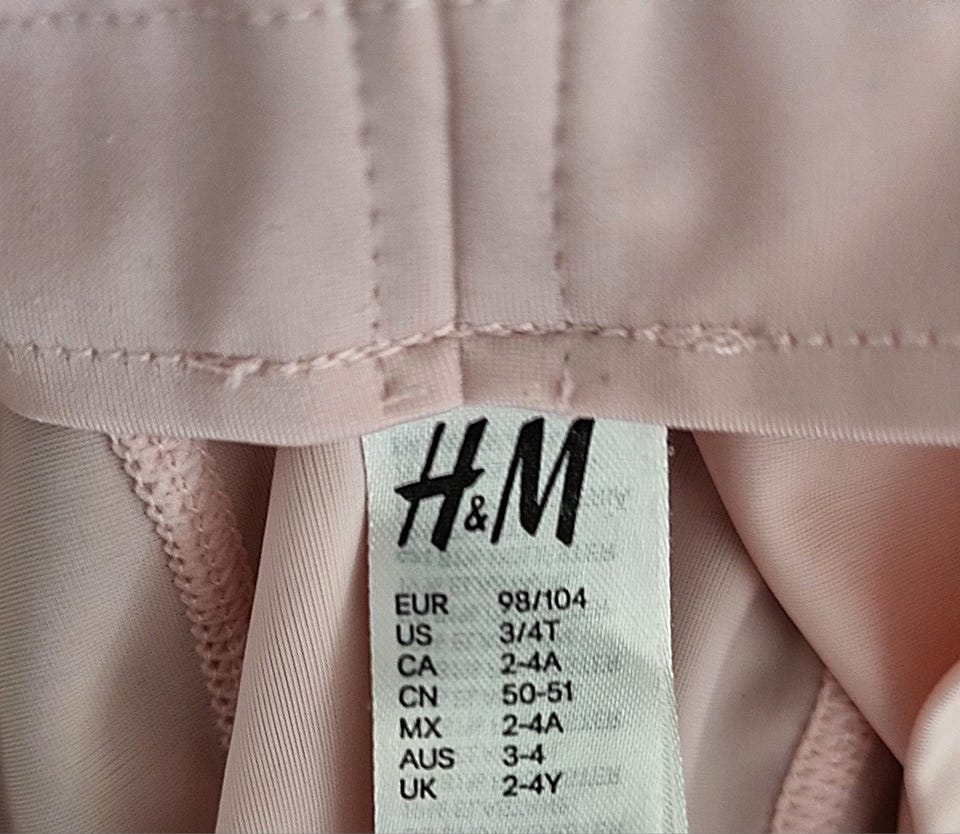 H&M
EUR 98/104
US 3/4T
CA 2-4A
CN 50-51
MX 2-4A
AUS 3-4
UK 2-4Y